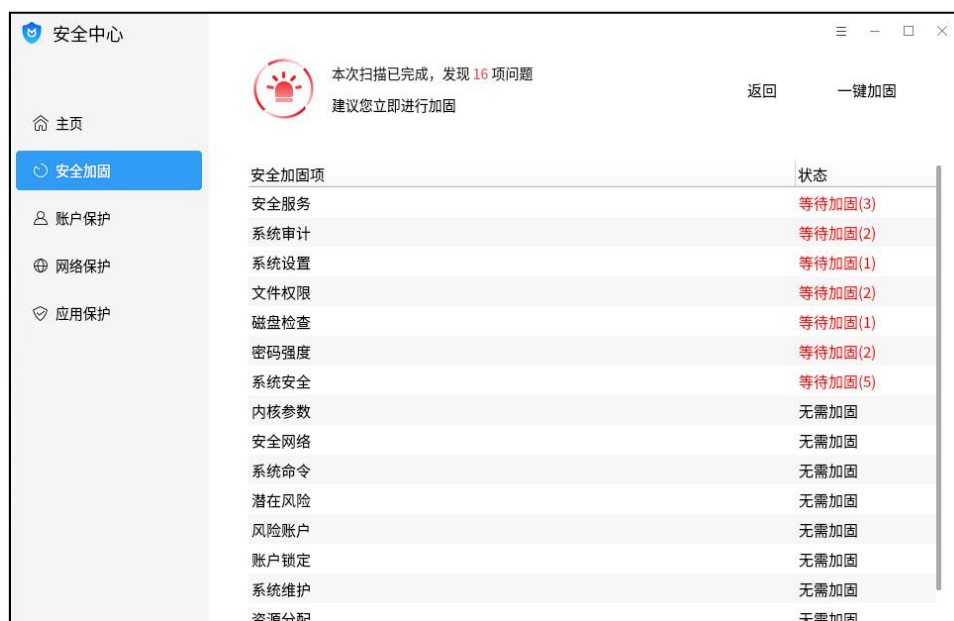 安全中心
本次扫描已完成，发现 16 项问题
建议您立即进行加固
返回
一键加固
主页
安全加固
账户保护
网络保护
应用保护
安全加固项 状态
安全服务 等待加固(3)
系统审计 等待加固(2)
系统设置 等待加固(1)
文件权限 等待加固(2)
磁盘检查 等待加固(1)
密码强度 等待加固(2)
系统安全 等待加固(5)
内核参数 无需加固
安全网络 无需加固
系统命令 无需加固
潜在风险 无需加固
风险账户 无需加固
账户锁定 无需加固
系统维护 无需加固
资源分配 无需加固